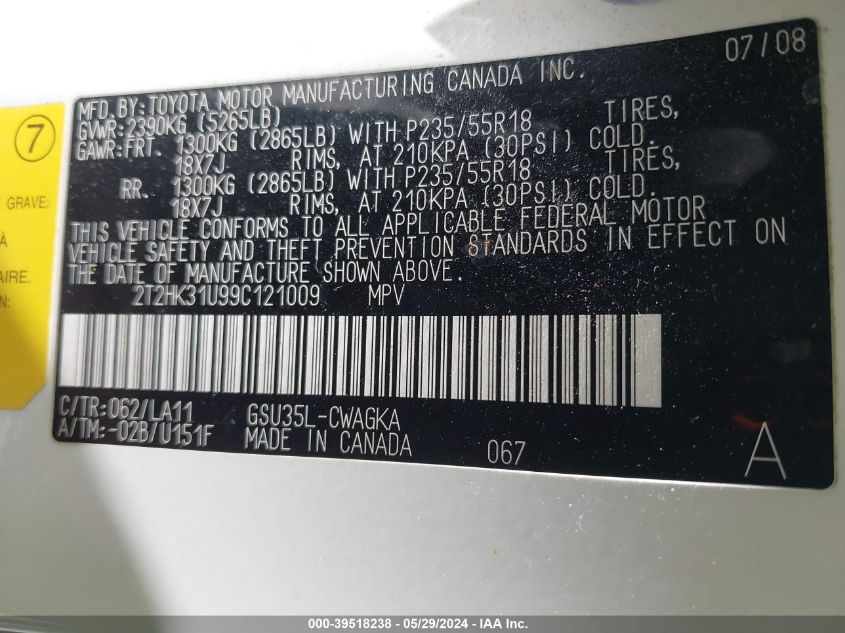 07/08
MFD.BY:TOYOTA MOTOR MANUFACTURING CANADA INC.
GVWR:2390KG (5265LB)
GAWR:FRT. 1300KG (2865LB) WITH P235/55R18 TIRES,
18X7J RIMS, AT 210KPA (30PSI) COLD.
RR. 1300KG (2865LB) WITH P235/55R18 TIRES,
18X7J RIMS, AT 210KPA (30PSI) COLD.
THIS VEHICLE CONFORMS TO ALL APPLICABLE FEDERAL MOTOR
VEHICLE SAFETY AND THEFT PREVENTION STANDARDS IN EFFECT ON
THE DATE OF MANUFACTURE SHOWN ABOVE.
2T2HK31U99C121009 MPV
C/TR:062/LA11 GSU35L-CWAGKA
A/TM:-02B/U151F MADE IN CANADA 067
A
7
GRAVE:
À
AIRE.
N:
000-39518238 - 05/29/2024 - IAA Inc.